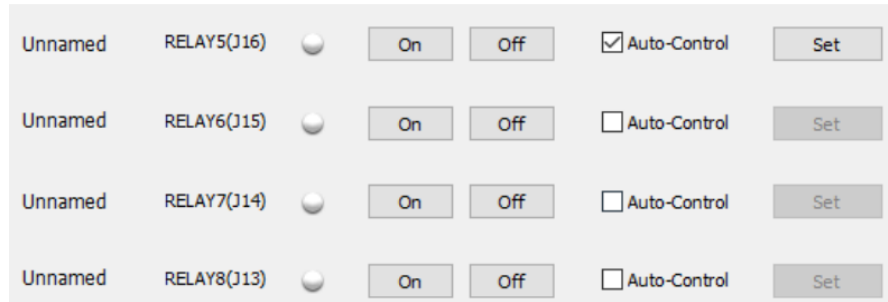 Unnamed RELAY5(J16) On Off Auto-Control Set
Unnamed RELAY6(J15) On Off Auto-Control Set
Unnamed RELAY7(J14) On Off Auto-Control Set
Unnamed RELAY8(J13) On Off Auto-Control Set